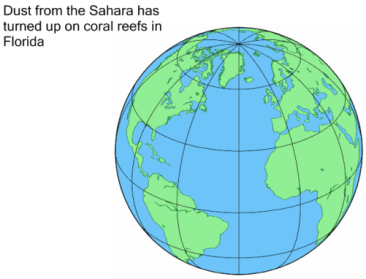 Dust from the Sahara has
turned up on coral reefs in
Florida